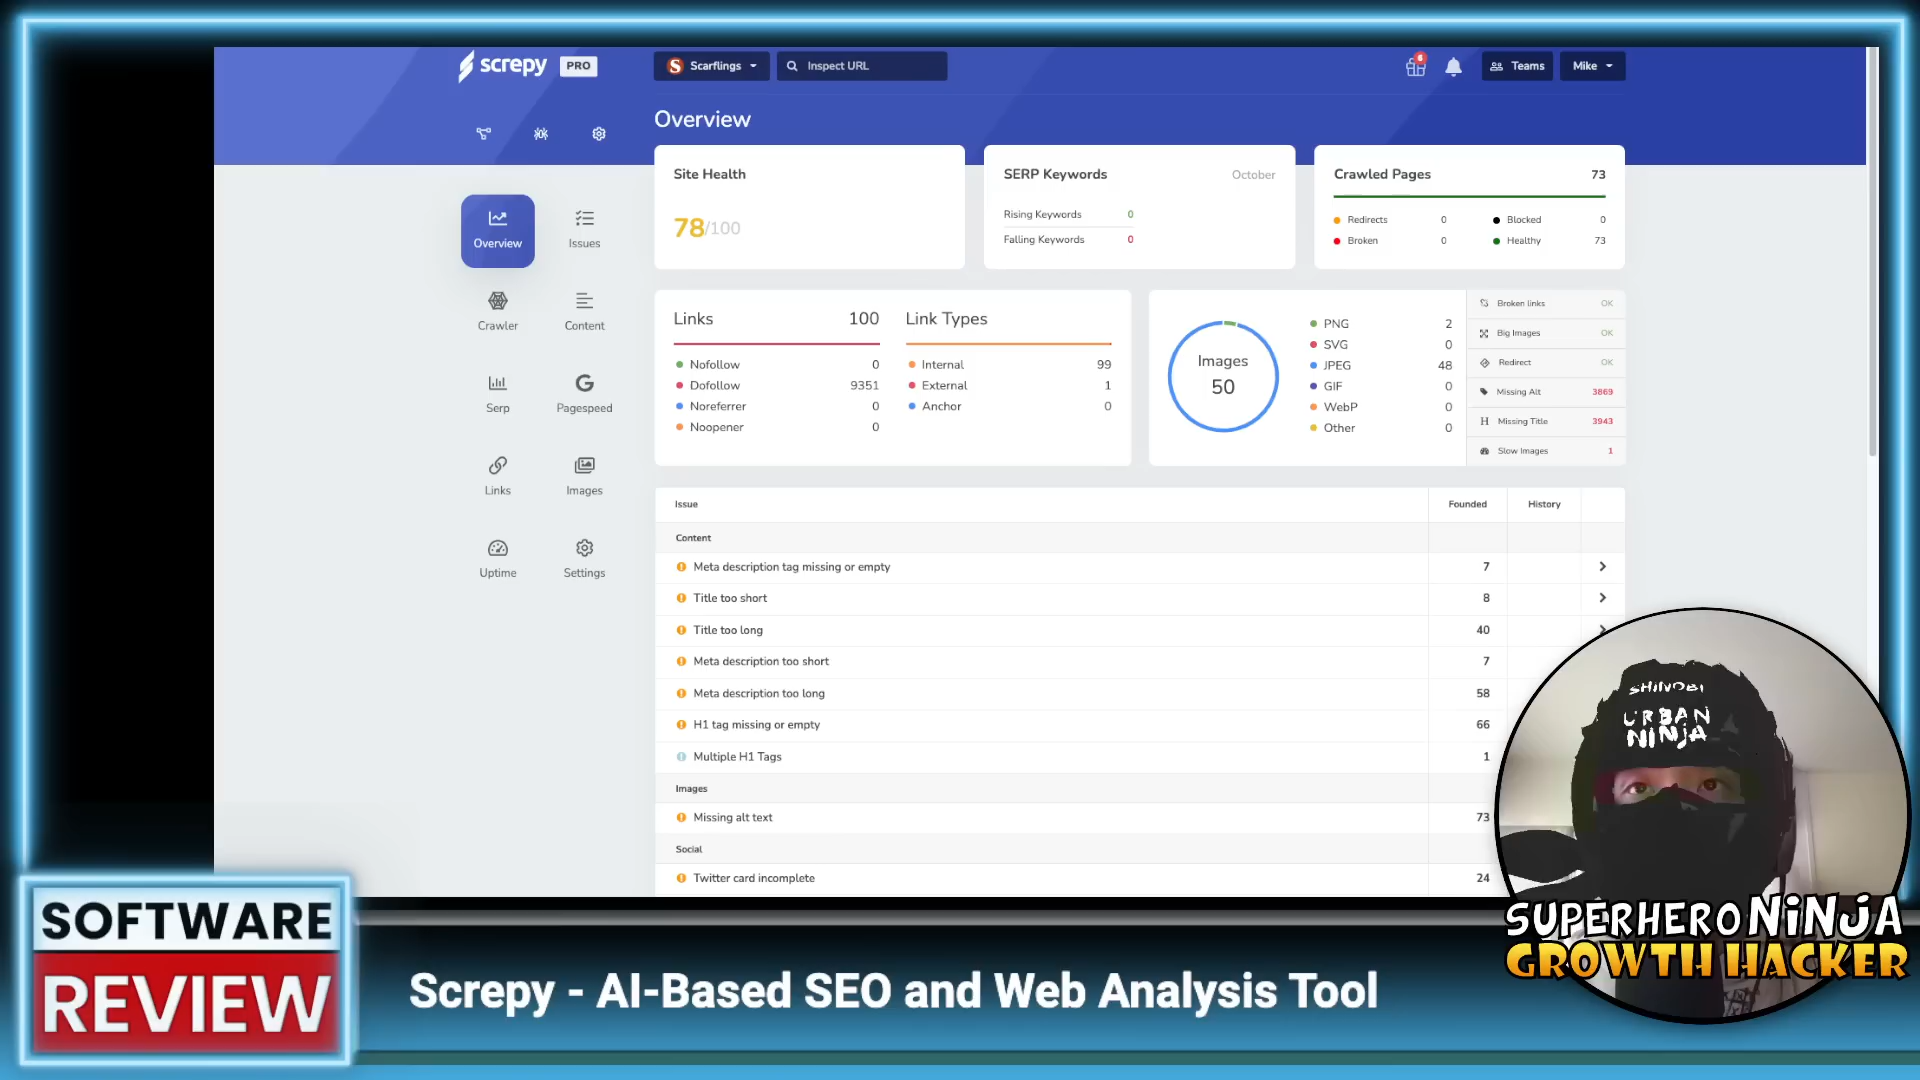 screpy PRO
Scarflings
Inspect URL
6
Teams
Mike
Overview
Site Health
78/100
SERP Keywords October
Rising Keywords 0
Falling Keywords 0
Crawled Pages 73
Redirects 0 Blocked 0
Broken 0 Healthy 73
Overview Issues
Crawler Content
Serp Pagespeed
Links Images
Uptime Settings
Links 100
Nofollow 0
Dofollow 9351
Noreferrer 0
Noopener 0
Link Types
Internal 99
External 1
Anchor 0
Images
50
PNG 2
SVG 0
JPEG 48
GIF 0
WebP 0
Other 0
Broken links OK
Big Images OK
Redirect OK
Missing Alt 3869
Missing Title 3943
Slow Images 1
Issue Founded History
Content
Meta description tag missing or empty 7
Title too short 8
Title too long 40
Meta description too short 7
Meta description too long 58
H1 tag missing or empty 66
Multiple H1 Tags 1
Images
Missing alt text 73
Social
Twitter card incomplete 24
SHINOBI
URBAN
NINJA
SUPERHERO NiNJA
GROWTH HACKER
SOFTWARE
REVIEW
Screpy - AI-Based SEO and Web Analysis Tool